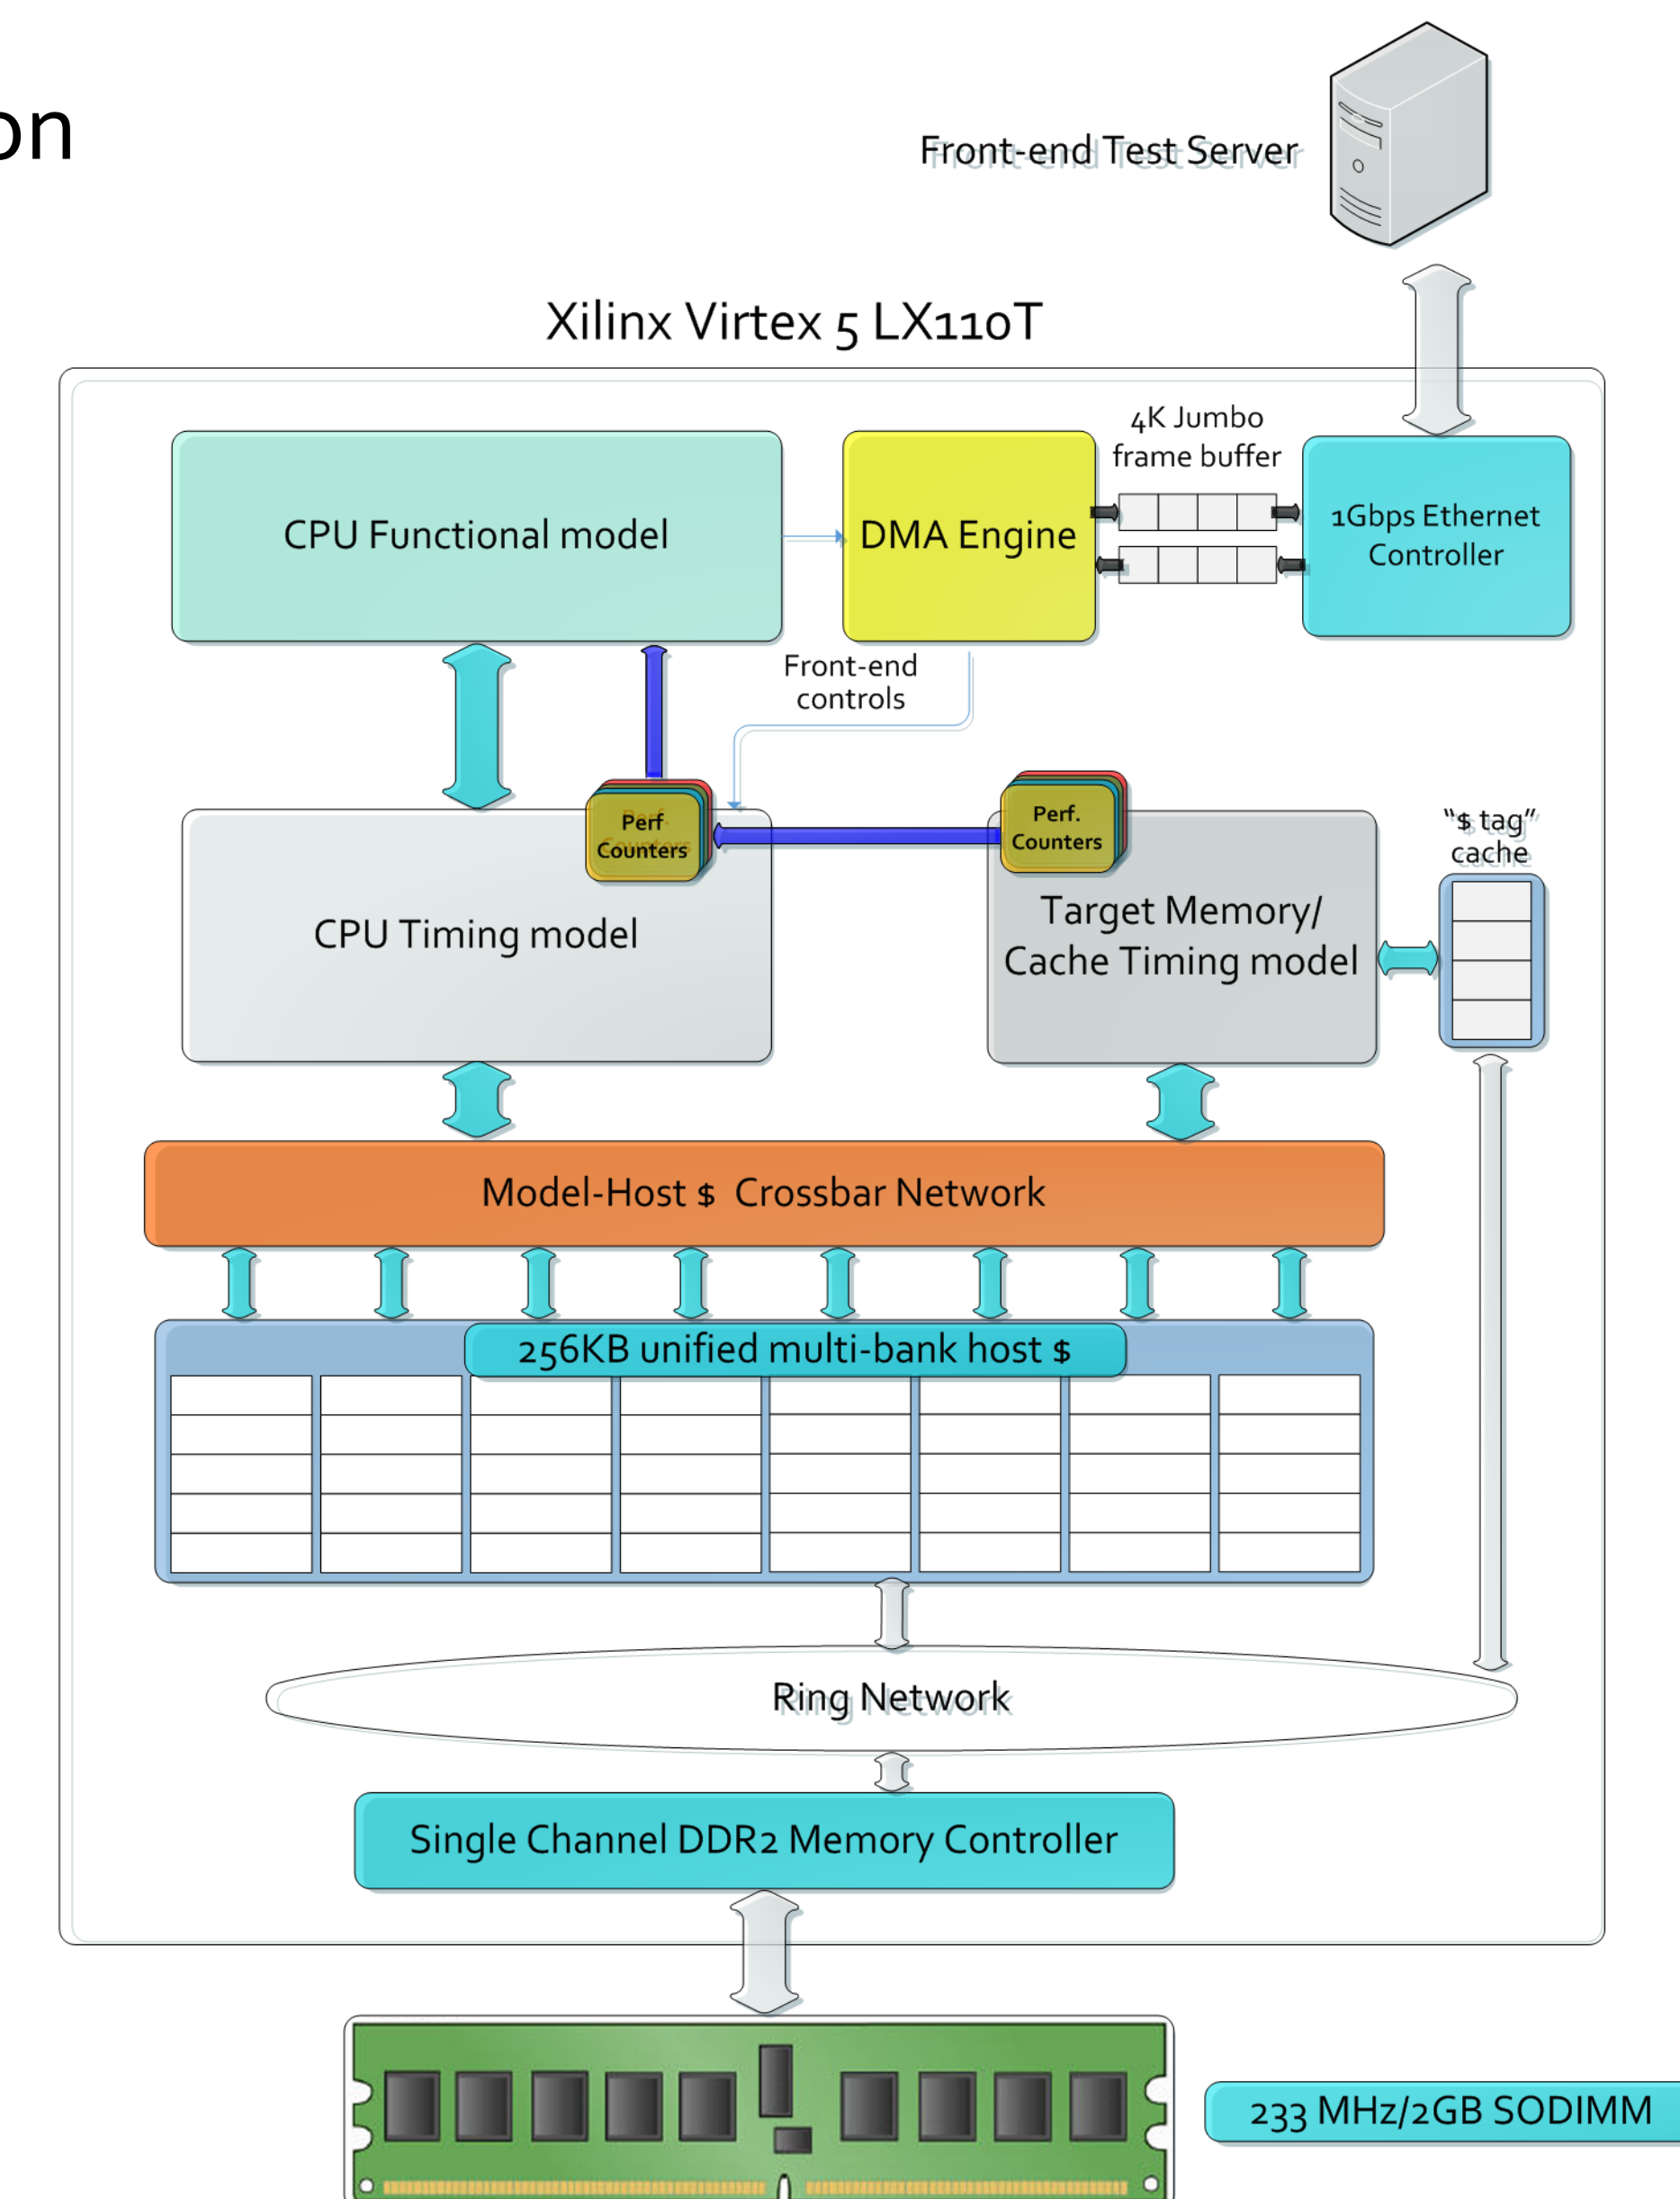 on
Front-end Test Server
Xilinx Virtex 5 LX110T
4K Jumbo
frame buffer
CPU Functional model
DMA Engine
1Gbps Ethernet
Controller
Front-end
controls
Perf.
Counters
Perf.
Counters
"$ tag"
cache
CPU Timing model
Target Memory/
Cache Timing model
Model-Host $ Crossbar Network
256KB unified multi-bank host $
Ring Network
Single Channel DDR2 Memory Controller
233 MHz/2GB SODIMM